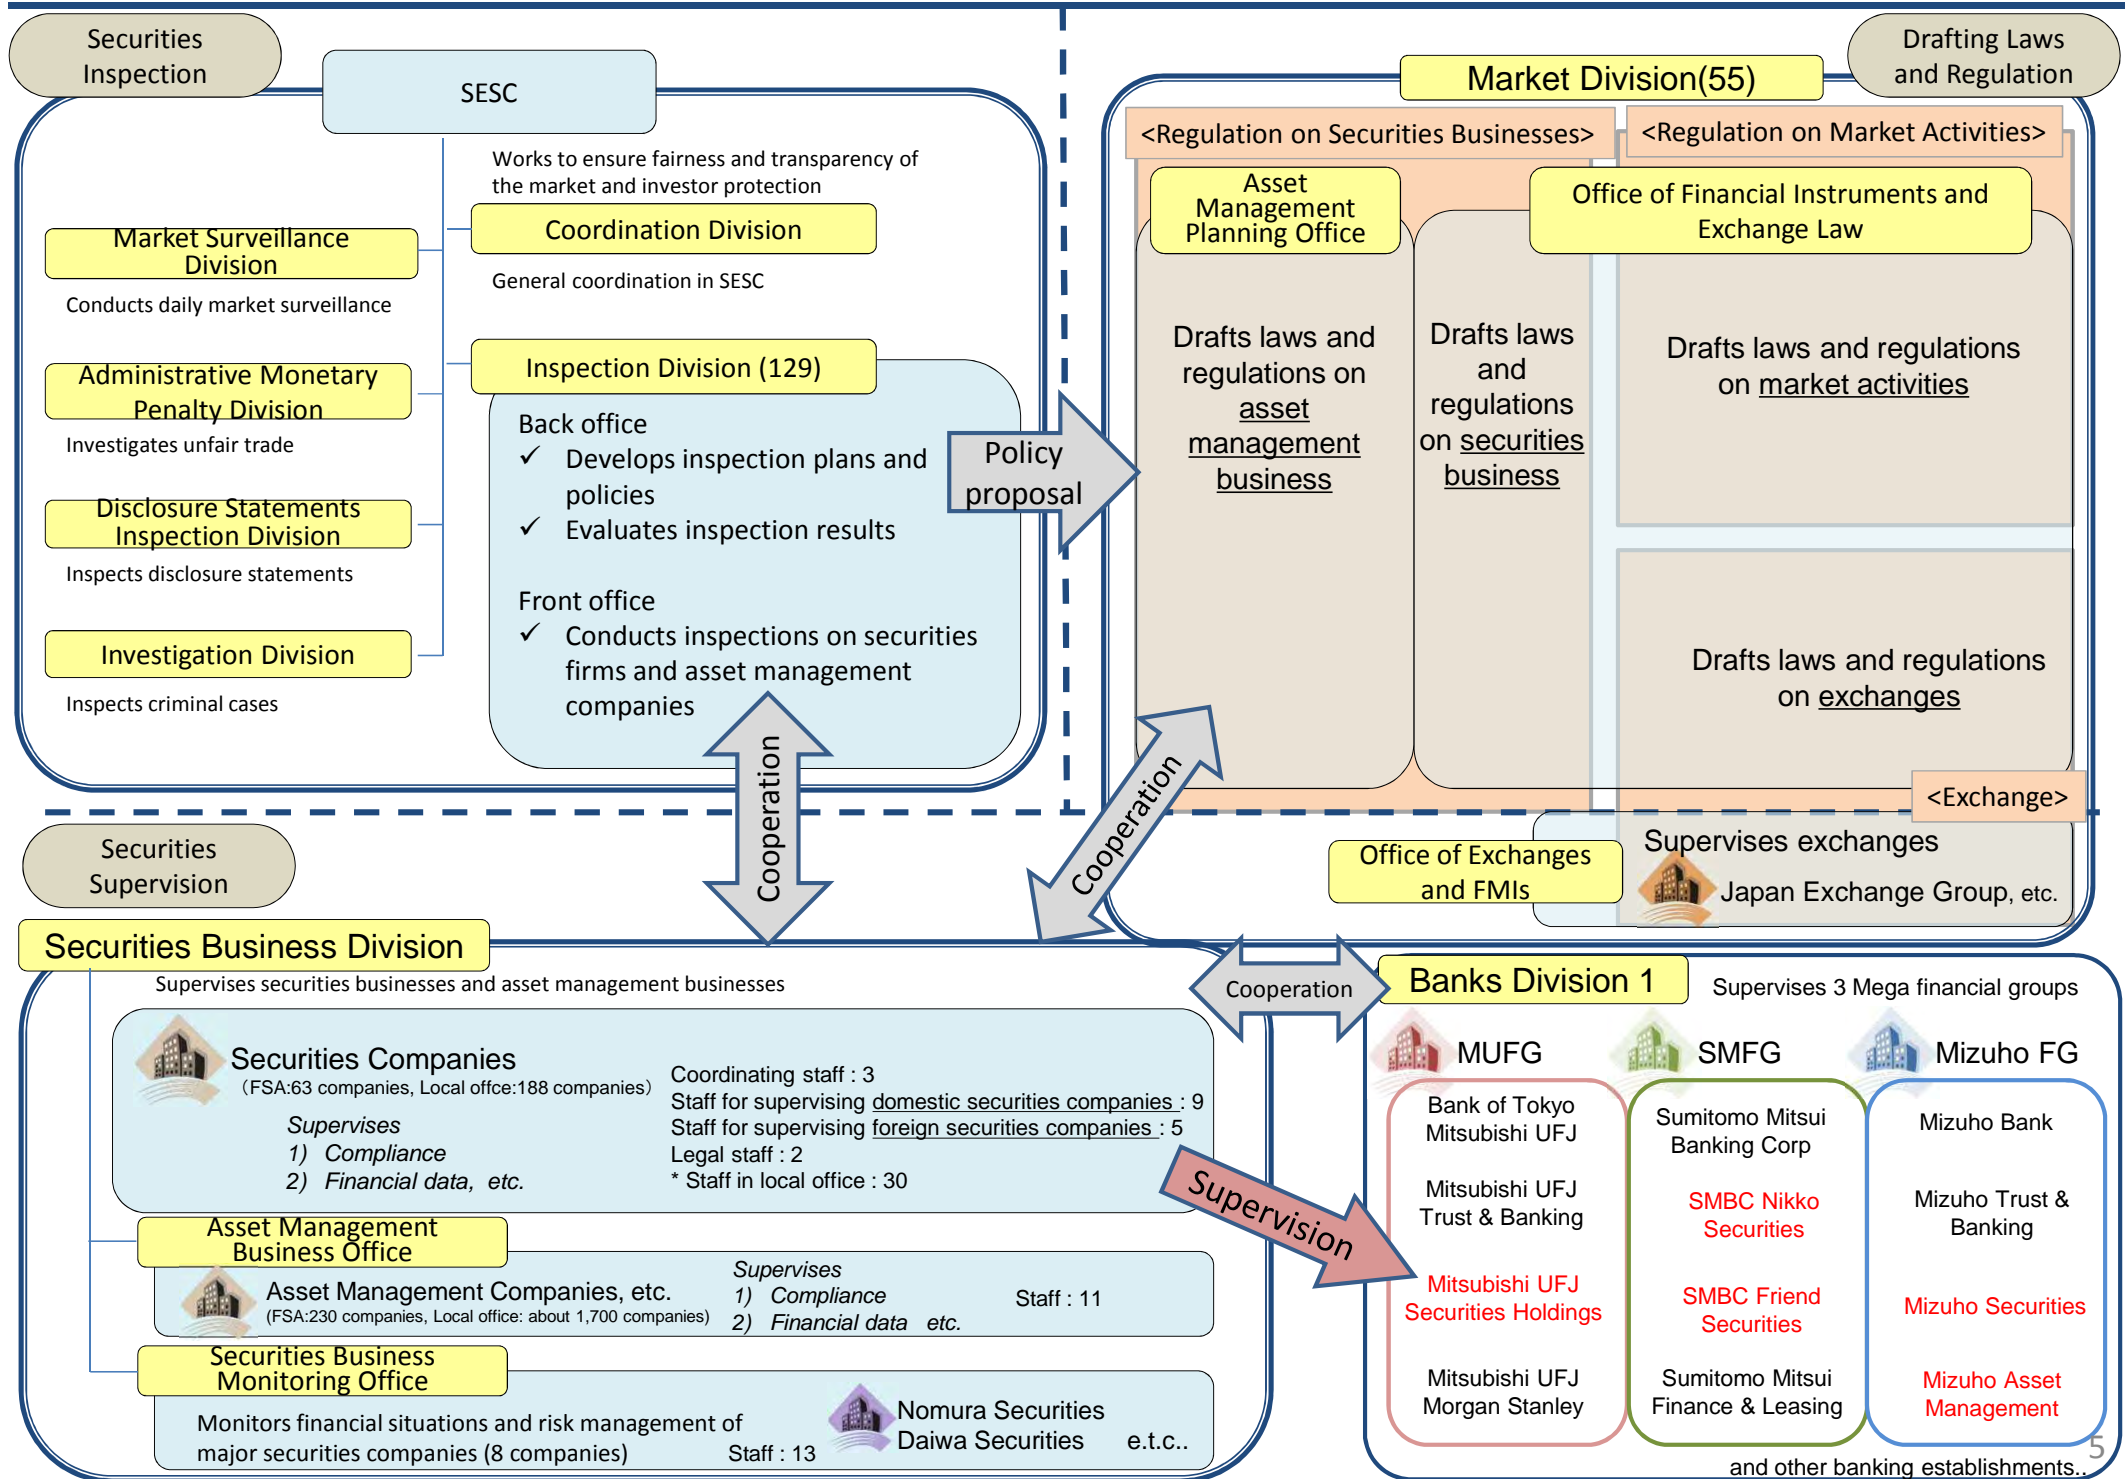 Securities
Inspection
SESC
Works to ensure fairness and transparency of
the market and investor protection
Coordination Division
General coordination in SESC
Market Surveillance
Division
Conducts daily market surveillance
Administrative Monetary
Penalty Division
Investigates unfair trade
Disclosure Statements
Inspection Division
Inspects disclosure statements
Investigation Division
Inspects criminal cases
Inspection Division (129)
Back office
✓ Develops inspection plans and
policies
✓ Evaluates inspection results
Front office
✓ Conducts inspections on securities
firms and asset management
companies
Policy
proposal
Drafting Laws
and Regulation
Market Division(55)
<Regulation on Securities Businesses>
<Regulation on Market Activities>
Asset
Management
Planning Office
Office of Financial Instruments and
Exchange Law
Drafts laws and
regulations on
asset
management
business
Drafts laws
and
regulations
on securities
business
Drafts laws and regulations
on market activities
Drafts laws and regulations
on exchanges
<Exchange>
Office of Exchanges
and FMIs
Supervises exchanges
Japan Exchange Group, etc.
Cooperation
Cooperation
Cooperation
Securities
Supervision
Securities Business Division
Supervises securities businesses and asset management businesses
Securities Companies
(FSA:63 companies, Local offce:188 companies)
Supervises
1) Compliance
2) Financial data, etc.
Coordinating staff : 3
Staff for supervising domestic securities companies : 9
Staff for supervising foreign securities companies : 5
Legal staff : 2
* Staff in local office : 30
Supervision
Asset Management
Business Office
Asset Management Companies, etc.
(FSA:230 companies, Local office: about 1,700 companies)
Supervises
1) Compliance
2) Financial data etc.
Staff : 11
Securities Business
Monitoring Office
Monitors financial situations and risk management of
major securities companies (8 companies)
Staff : 13
Nomura Securities
Daiwa Securities e.t.c..
Banks Division 1
Supervises 3 Mega financial groups
MUFG
Bank of Tokyo
Mitsubishi UFJ
Mitsubishi UFJ
Trust & Banking
Mitsubishi UFJ
Securities Holdings
Mitsubishi UFJ
Morgan Stanley
SMFG
Sumitomo Mitsui
Banking Corp
SMBC Nikko
Securities
SMBC Friend
Securities
Sumitomo Mitsui
Finance & Leasing
Mizuho FG
Mizuho Bank
Mizuho Trust &
Banking
Mizuho Securities
Mizuho Asset
Management
and other banking establishments..
5